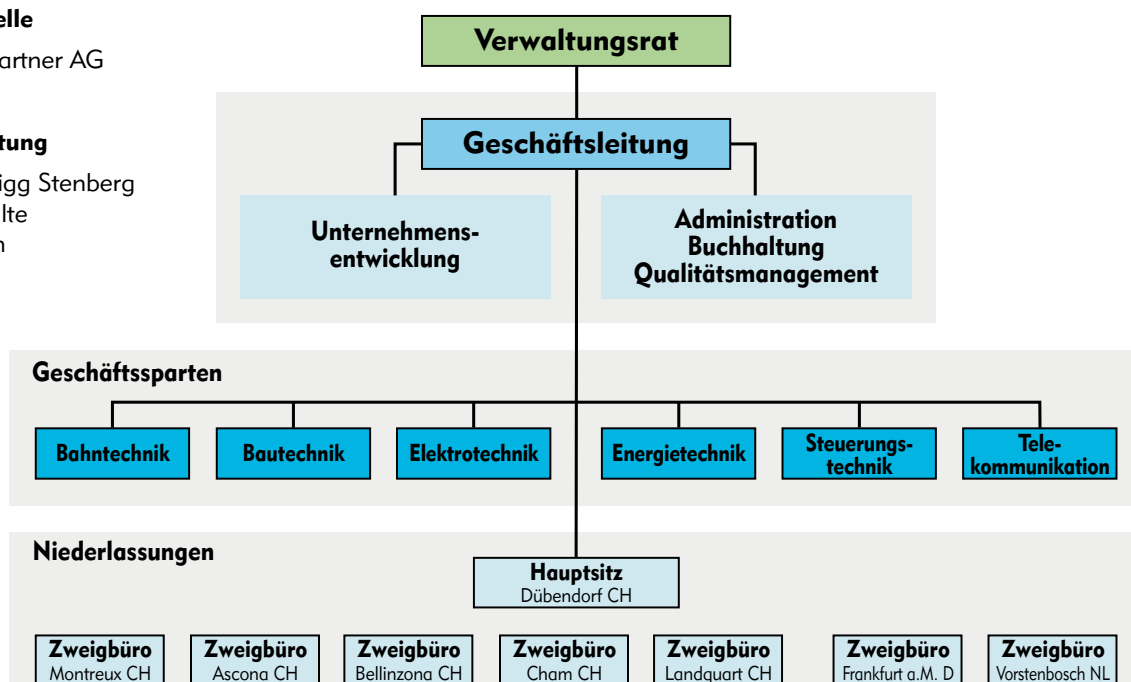 elle
artner AG
tung
igg Stenberg
lte
n
Verwaltungsrat
Geschäftsleitung
Unternehmens-
entwicklung
Administration
Buchhaltung
Qualitätsmanagement
Geschäftssparten
Bahntechnik
Bautechnik
Elektrotechnik
Energietechnik
Steuerungs-
technik
Tele-
kommunikation
Niederlassungen
Hauptsitz
Dübendorf CH
Zweigbüro
Montreux CH
Zweigbüro
Ascona CH
Zweigbüro
Bellinzona CH
Zweigbüro
Cham CH
Zweigbüro
Landquart CH
Zweigbüro
Frankfurt a.M. D
Zweigbüro
Vorstenbosch NL